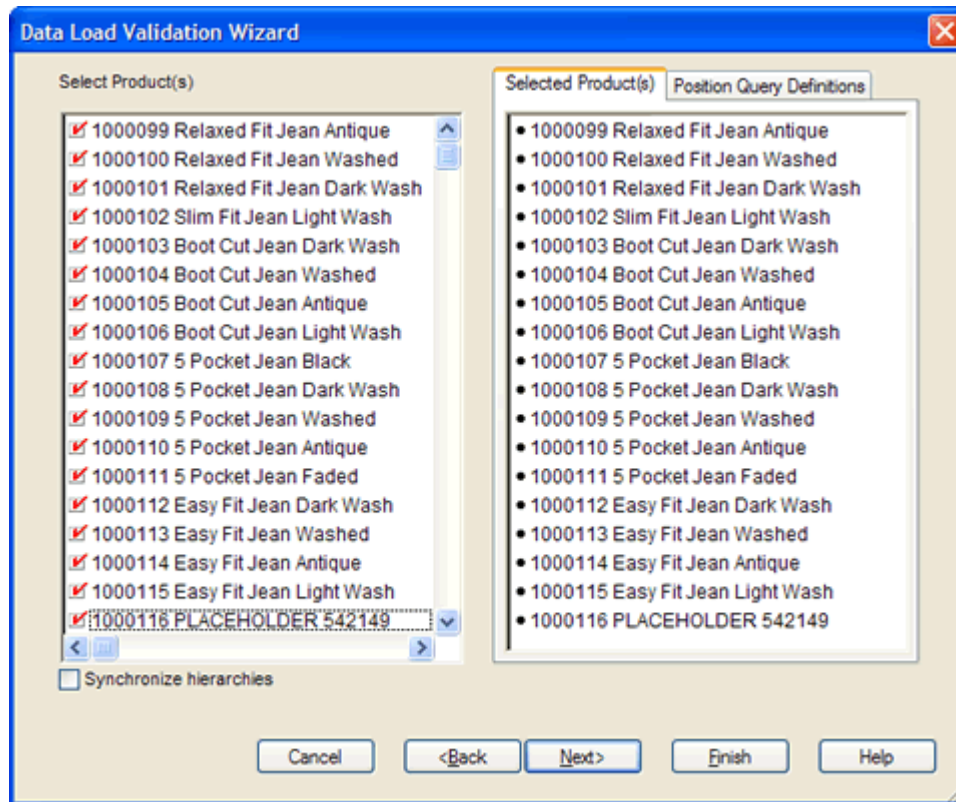 Data Load Validation Wizard
Select Product(s)
1000099 Relaxed Fit Jean Antique
1000100 Relaxed Fit Jean Washed
1000101 Relaxed Fit Jean Dark Wash
1000102 Slim Fit Jean Light Wash
1000103 Boot Cut Jean Dark Wash
1000104 Boot Cut Jean Washed
1000105 Boot Cut Jean Antique
1000106 Boot Cut Jean Light Wash
1000107 5 Pocket Jean Black
1000108 5 Pocket Jean Dark Wash
1000109 5 Pocket Jean Washed
1000110 5 Pocket Jean Antique
1000111 5 Pocket Jean Faded
1000112 Easy Fit Jean Dark Wash
1000113 Easy Fit Jean Washed
1000114 Easy Fit Jean Antique
1000115 Easy Fit Jean Light Wash
1000116 PLACEHOLDER 542149
Synchronize hierarchies
Selected Product(s) Position Query Definitions
• 1000099 Relaxed Fit Jean Antique
• 1000100 Relaxed Fit Jean Washed
• 1000101 Relaxed Fit Jean Dark Wash
• 1000102 Slim Fit Jean Light Wash
• 1000103 Boot Cut Jean Dark Wash
• 1000104 Boot Cut Jean Washed
• 1000105 Boot Cut Jean Antique
• 1000106 Boot Cut Jean Light Wash
• 1000107 5 Pocket Jean Black
• 1000108 5 Pocket Jean Dark Wash
• 1000109 5 Pocket Jean Washed
• 1000110 5 Pocket Jean Antique
• 1000111 5 Pocket Jean Faded
• 1000112 Easy Fit Jean Dark Wash
• 1000113 Easy Fit Jean Washed
• 1000114 Easy Fit Jean Antique
• 1000115 Easy Fit Jean Light Wash
• 1000116 PLACEHOLDER 542149
Cancel <Back Next> Finish Help